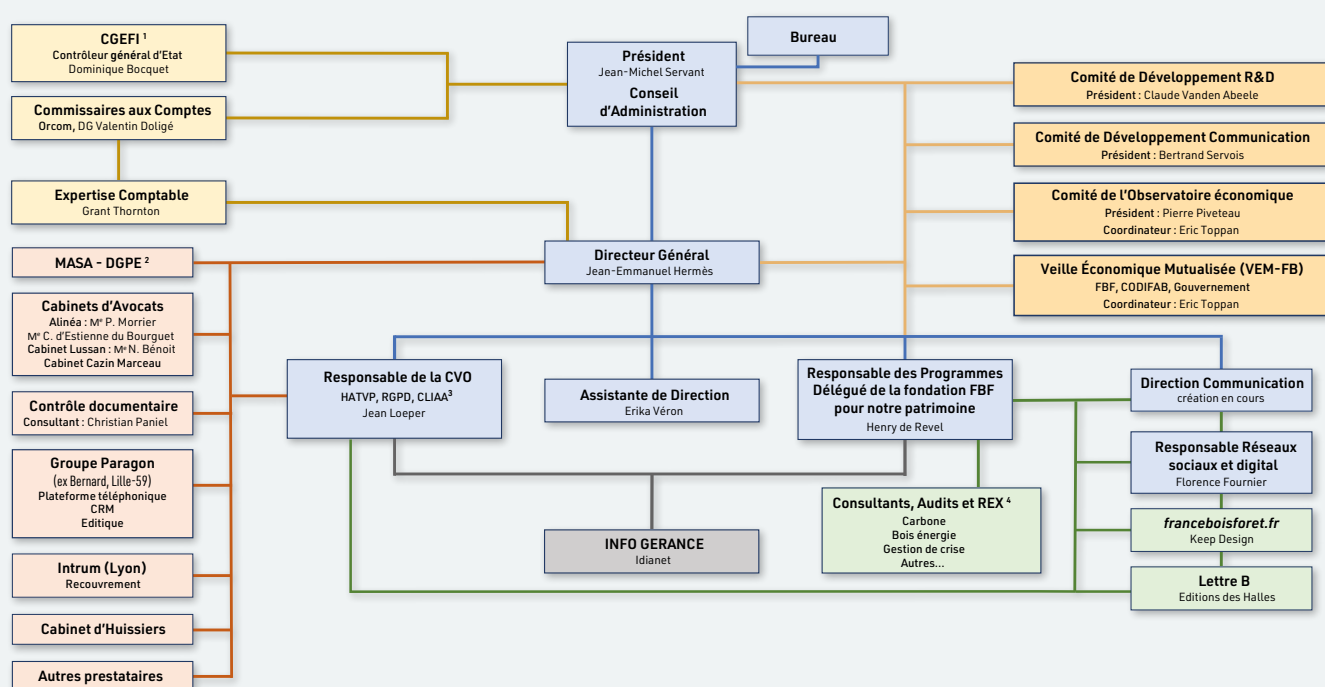 CGEFI ¹
Contrôleur général d'Etat
Dominique Bocquet
Commissaires aux Comptes
Orcom, DG Valentin Doligé
Expertise Comptable
Grant Thornton
Président
Jean-Michel Servant
Conseil
d'Administration
Bureau
Comité de Développement R&D
Président : Claude Vanden Abeele
Comité de Développement Communication
Président : Bertrand Servois
Comité de l'Observatoire économique
Président : Pierre Piveteau
Coordinateur : Eric Toppan
Veille Économique Mutualisée (VEM-FB)
FBF, CODIFAB, Gouvernement
Coordinateur : Eric Toppan
Directeur Général
Jean-Emmanuel Hermès
MASA - DGPE ²
Cabinets d'Avocats
Alinéa : Mᵉ P. Morrier
Mᵉ C. d'Estienne du Bourguet
Cabinet Lussan : Mᵉ N. Bénoit
Cabinet Cazin Marceau
Contrôle documentaire
Consultant : Christian Paniel
Groupe Paragon
(ex Bernard, Lille-59)
Plateforme téléphonique
CRM
Editique
Intrum (Lyon)
Recouvrement
Cabinet d'Huissiers
Autres prestataires
Responsable de la CVO
HATVP, RGPD, CLIAA³
Jean Loeper
Assistante de Direction
Erika Véron
Responsable des Programmes
Délégué de la fondation FBF
pour notre patrimoine
Henry de Revel
Direction Communication
création en cours
Responsable Réseaux
sociaux et digital
Florence Fournier
franceboisforet.fr
Keep Design
Lettre B
Editions des Halles
Consultants, Audits et REX ⁴
Carbone
Bois énergie
Gestion de crise
Autres...
INFO GERANCE
Idianet